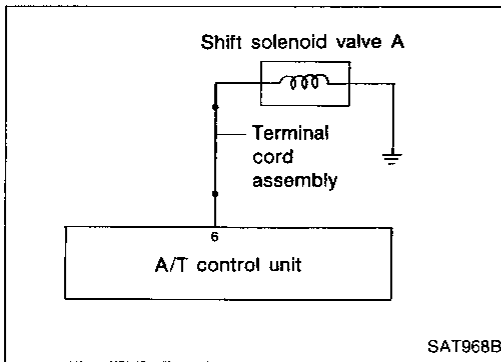 Shift solenoid valve A
Terminal
cord
assembly
6
A/T control unit
SAT968B